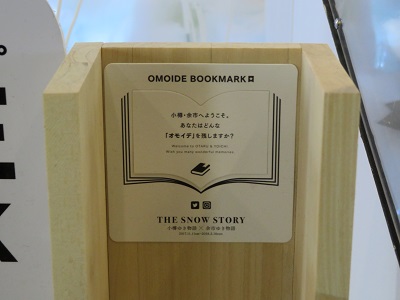 OMOIDE BOOKMARK
小樽・余市へようこそ。
あなたはどんな
「オモイデ」を残しますか？
Welcome to OTARU & YOICHI.
Wish you many wonderful memories.
THE SNOW STORY
小樽ゆき物語 × 余市ゆき物語